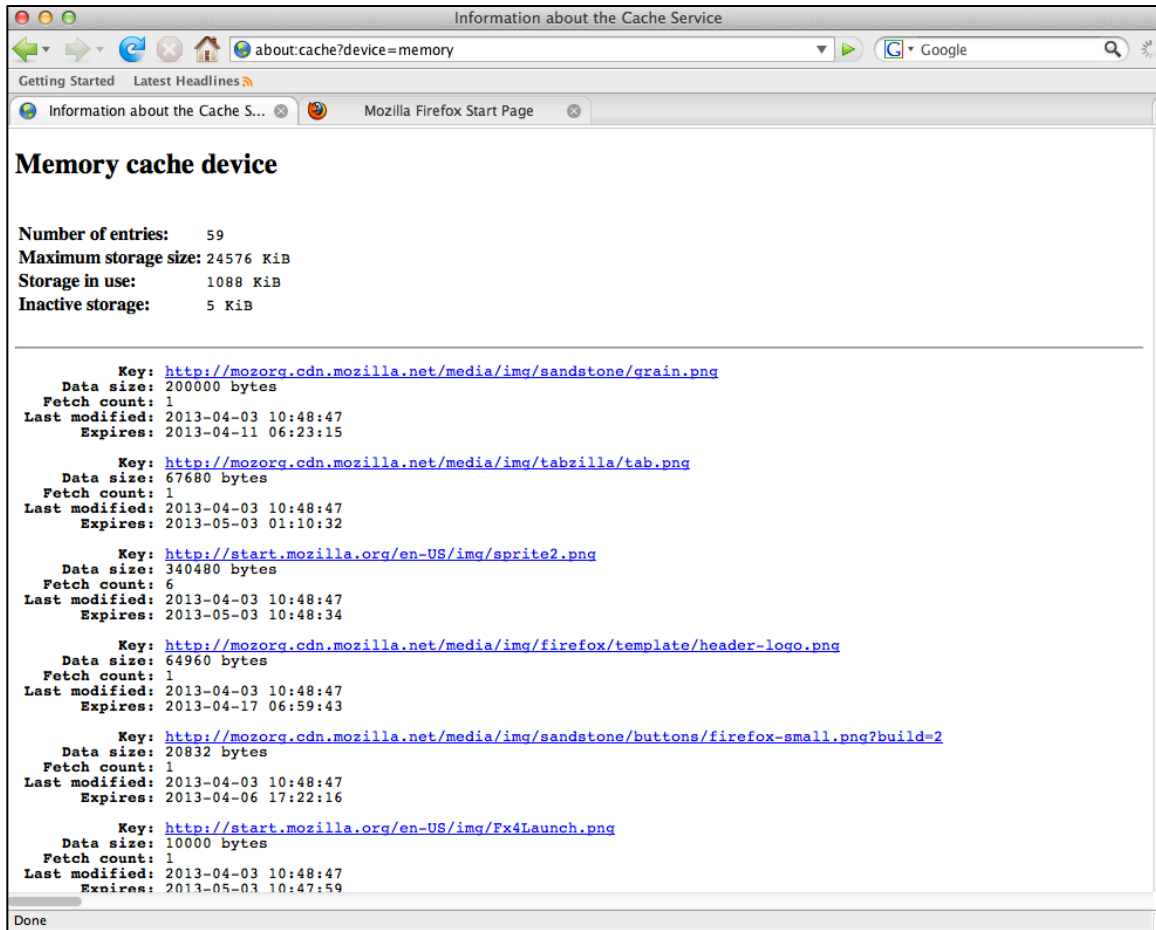 Information about the Cache Service
about:cache?device=memory
G Google
Getting Started Latest Headlines
Information about the Cache S... Mozilla Firefox Start Page
Memory cache device
Number of entries: 59
Maximum storage size: 24576 KiB
Storage in use: 1088 KiB
Inactive storage: 5 KiB
Key: http://mozorg.cdn.mozilla.net/media/img/sandstone/grain.png
Data size: 200000 bytes
Fetch count: 1
Last modified: 2013-04-03 10:48:47
Expires: 2013-04-11 06:23:15
Key: http://mozorg.cdn.mozilla.net/media/img/tabzilla/tab.png
Data size: 67680 bytes
Fetch count: 1
Last modified: 2013-04-03 10:48:47
Expires: 2013-05-03 01:10:32
Key: http://start.mozilla.org/en-US/img/sprite2.png
Data size: 340480 bytes
Fetch count: 6
Last modified: 2013-04-03 10:48:47
Expires: 2013-05-03 10:48:34
Key: http://mozorg.cdn.mozilla.net/media/img/firefox/template/header-logo.png
Data size: 64960 bytes
Fetch count: 1
Last modified: 2013-04-03 10:48:47
Expires: 2013-04-17 06:59:43
Key: http://mozorg.cdn.mozilla.net/media/img/sandstone/buttons/firefox-small.png?build=2
Data size: 20832 bytes
Fetch count: 1
Last modified: 2013-04-03 10:48:47
Expires: 2013-04-06 17:22:16
Key: http://start.mozilla.org/en-US/img/Fx4Launch.png
Data size: 10000 bytes
Fetch count: 1
Last modified: 2013-04-03 10:48:47
Expires: 2013-05-03 10:47:59
Done